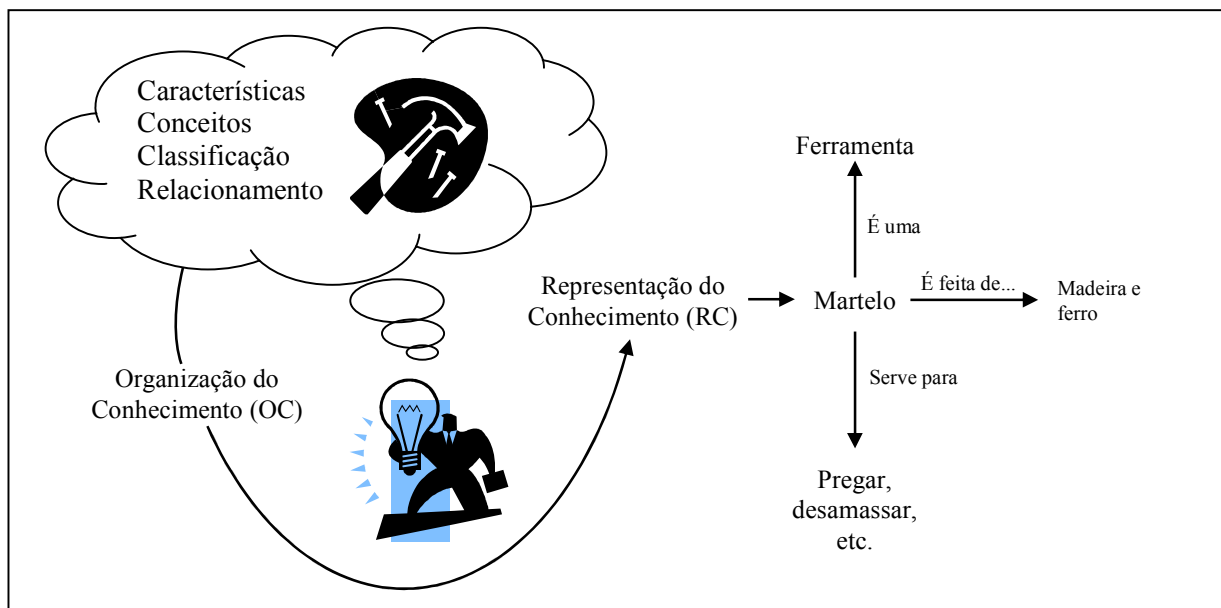 Características
Conceitos
Classificação
Relacionamento
Organização do
Conhecimento (OC)
Representação do
Conhecimento (RC)
Ferramenta
É uma
Martelo
É feita de...
Madeira e
ferro
Serve para
Pregar,
desamassar,
etc.